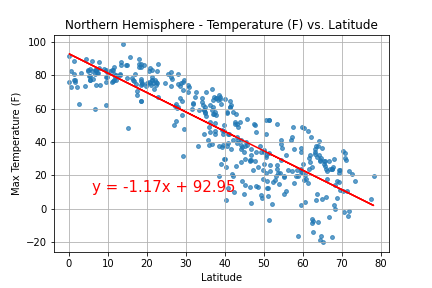 Northern Hemisphere - Temperature (F) vs. Latitude
Max Temperature (F)
100
80
60
40
20
0
−20
y = -1.17x + 92.95
0 10 20 30 40 50 60 70 80
Latitude